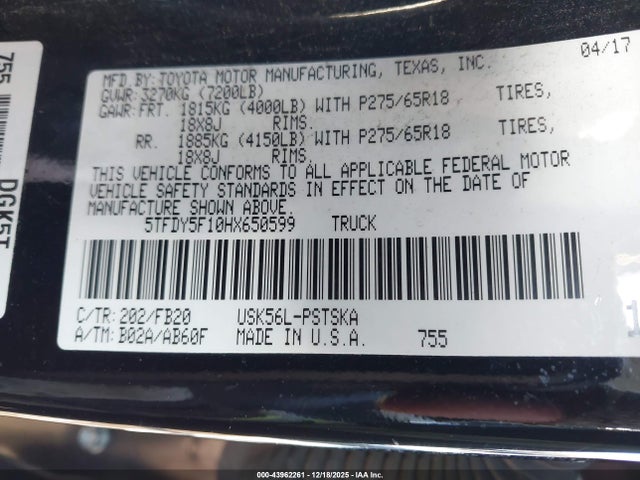 755
DGK5T
04/17
MFD BY: TOYOTA MOTOR MANUFACTURING, TEXAS, INC.
GVWR: 3270KG (7200LB)
GAWR: FRT. 1815KG (4000LB) WITH P275/65R18 TIRES,
18X8J RIMS.
RR. 1885KG (4150LB) WITH P275/65R18 TIRES,
18X8J RIMS.
THIS VEHICLE CONFORMS TO ALL APPLICABLE FEDERAL MOTOR
VEHICLE SAFETY STANDARDS IN EFFECT ON THE DATE OF
MANUFACTURE SHOWN ABOVE.
5TFDY5F10HX650599 TRUCK
C/TR: 202/FB20 USK56L-PSTSKA
A/TM: B02A/AB60F MADE IN U.S.A. 755
000-43962261 - 12/18/2025 - IAA Inc.